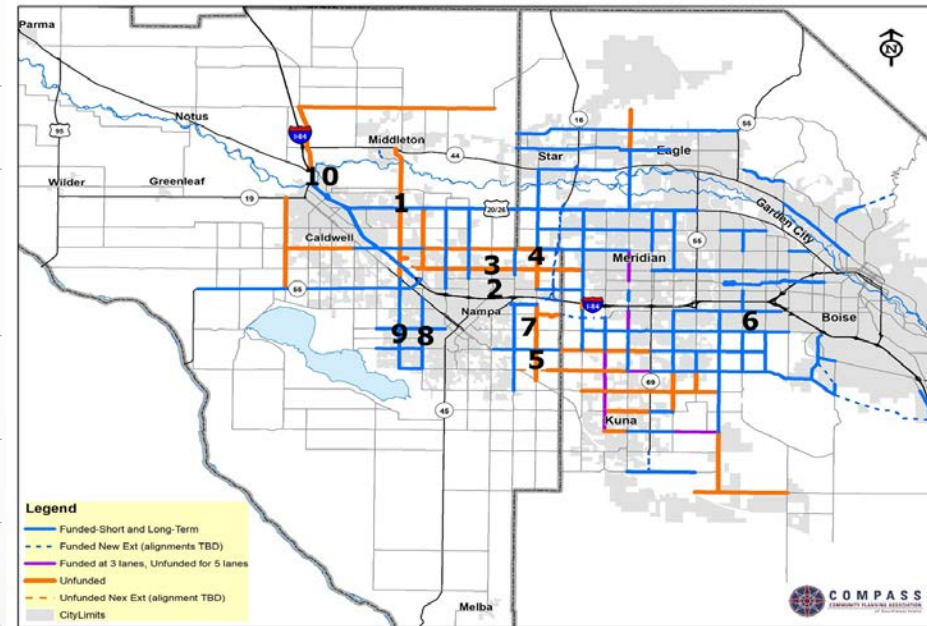 Parma
95
Notus
I-84
Middleton
44
16
55
Star
Eagle
Wilder
Greenleaf
19
10
1
20/26
Garden City
Caldwell
55
Meridian
4
3
2
I-84
Nampa
55
Boise
6
7
9
8
5
69
45
Kuna
Melba
N
Legend
Funded-Short and Long-Term
Funded New Ext (alignments TBD)
Funded at 3 lanes, Unfunded for 5 lanes
Unfunded
Unfunded Nex Ext (alignment TBD)
CityLimits
COMPASS
COMMUNITY PLANNING ASSOCIATION
of Southwest Idaho